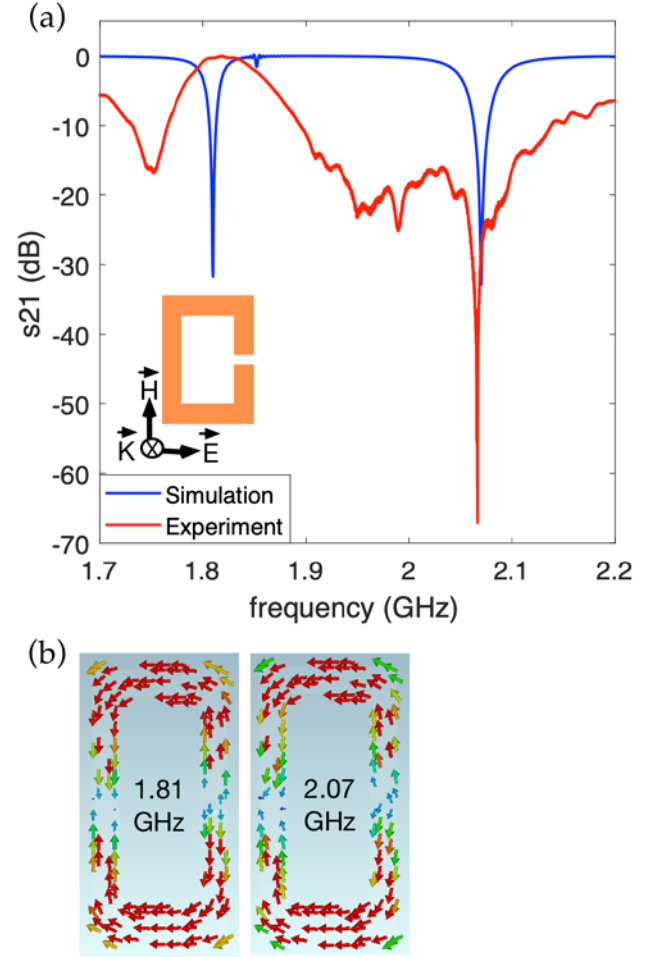 (a)
0
-10
-20
-30
-40
-50
-60
-70
s21 (dB)
H
K
E
Simulation
Experiment
1.7 1.8 1.9 2 2.1 2.2
frequency (GHz)
(b)
1.81 2.07
GHz GHz